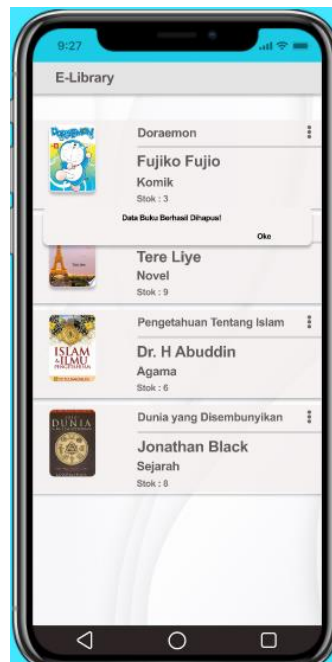 9:27
E-Library
DORAEMON
Doraemon
Fujiko Fujio
Komik
Stok : 3
Data Buku Berhasil Dihapus!
Oke
Tere Liye
Novel
Stok : 9
ISLAM
& ILMU
PENGETAHUAN
Pengetahuan Tentang Islam
Dr. H Abuddin
Agama
Stok : 6
DUNIA
Dunia yang Disembunyikan
Jonathan Black
Sejarah
Stok : 8